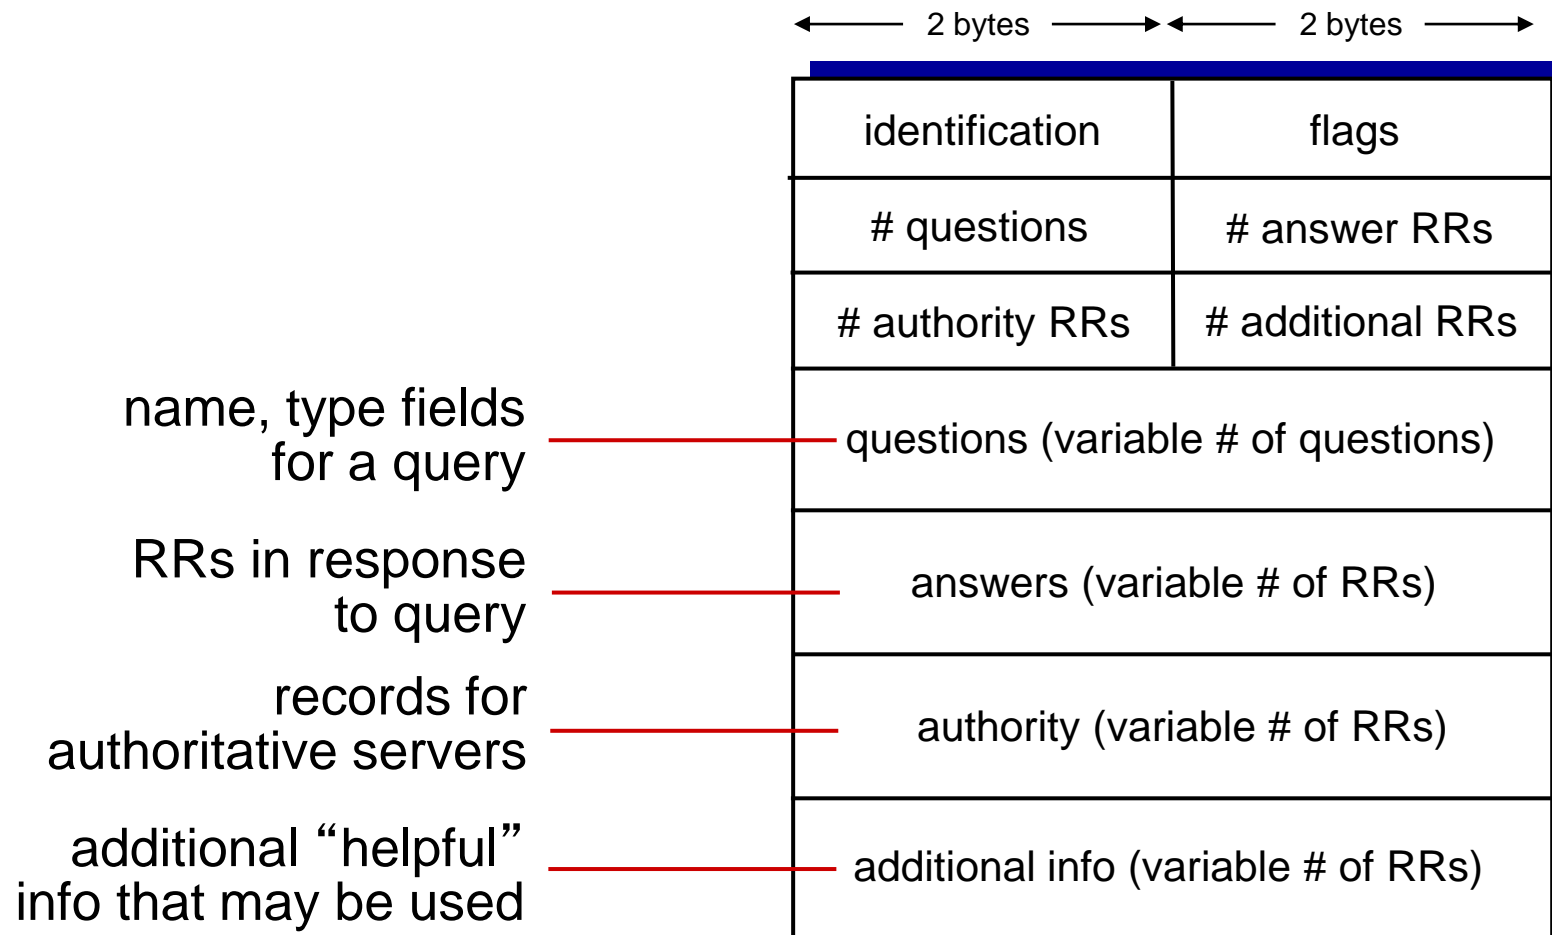 2 bytes 2 bytes
identification flags
# questions # answer RRs
# authority RRs # additional RRs
name, type fields
for a query
questions (variable # of questions)
RRs in response
to query
answers (variable # of RRs)
records for
authoritative servers
authority (variable # of RRs)
additional “helpful”
info that may be used
additional info (variable # of RRs)